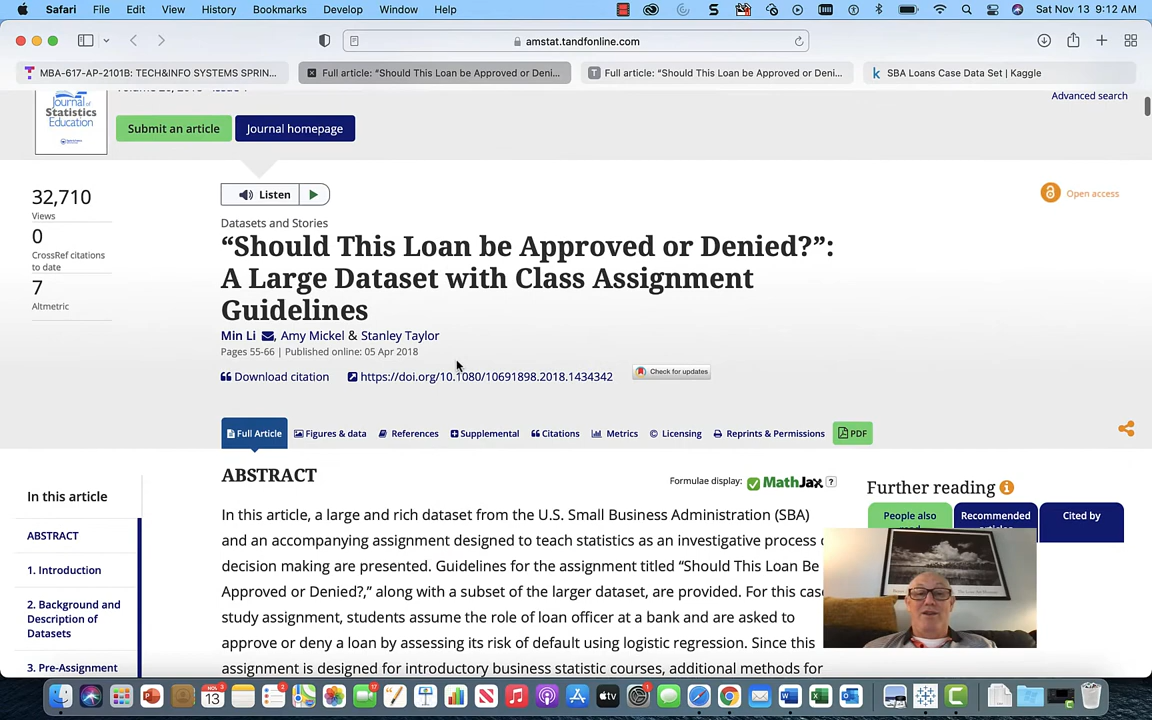 Safari File Edit View History Bookmarks Develop Window Help Sat Nov 13 9:12 AM
amstat.tandfonline.com
MBA-617-AP-2101B: TECH&INFO SYSTEMS SPRIN...
Full article: “Should This Loan be Approved or Deni...
Full article: “Should This Loan be Approved or Deni...
SBA Loans Case Data Set | Kaggle
Advanced search
Journal of
Statistics
Education
Submit an article
Journal homepage
32,710
Views
0
CrossRef citations
to date
7
Altmetric
Listen
Open access
Datasets and Stories
“Should This Loan be Approved or Denied?”:
A Large Dataset with Class Assignment
Guidelines
Min Li , Amy Mickel & Stanley Taylor
Pages 55-66 | Published online: 05 Apr 2018
Download citation https://doi.org/10.1080/10691898.2018.1434342 Check for updates
Full Article Figures & data References Supplemental Citations Metrics Licensing Reprints & Permissions PDF
In this article
ABSTRACT
1. Introduction
2. Background and
Description of
Datasets
3. Pre-Assignment
ABSTRACT
Formulae display: MathJax ?
In this article, a large and rich dataset from the U.S. Small Business Administration (SBA)
and an accompanying assignment designed to teach statistics as an investigative process
decision making are presented. Guidelines for the assignment titled “Should This Loan Be
Approved or Denied?,” along with a subset of the larger dataset, are provided. For this case
study assignment, students assume the role of loan officer at a bank and are asked to
approve or deny a loan by assessing its risk of default using logistic regression. Since this
assignment is designed for introductory business statistic courses, additional methods for
Further reading
People also
Recommended
Cited by
NOV
13